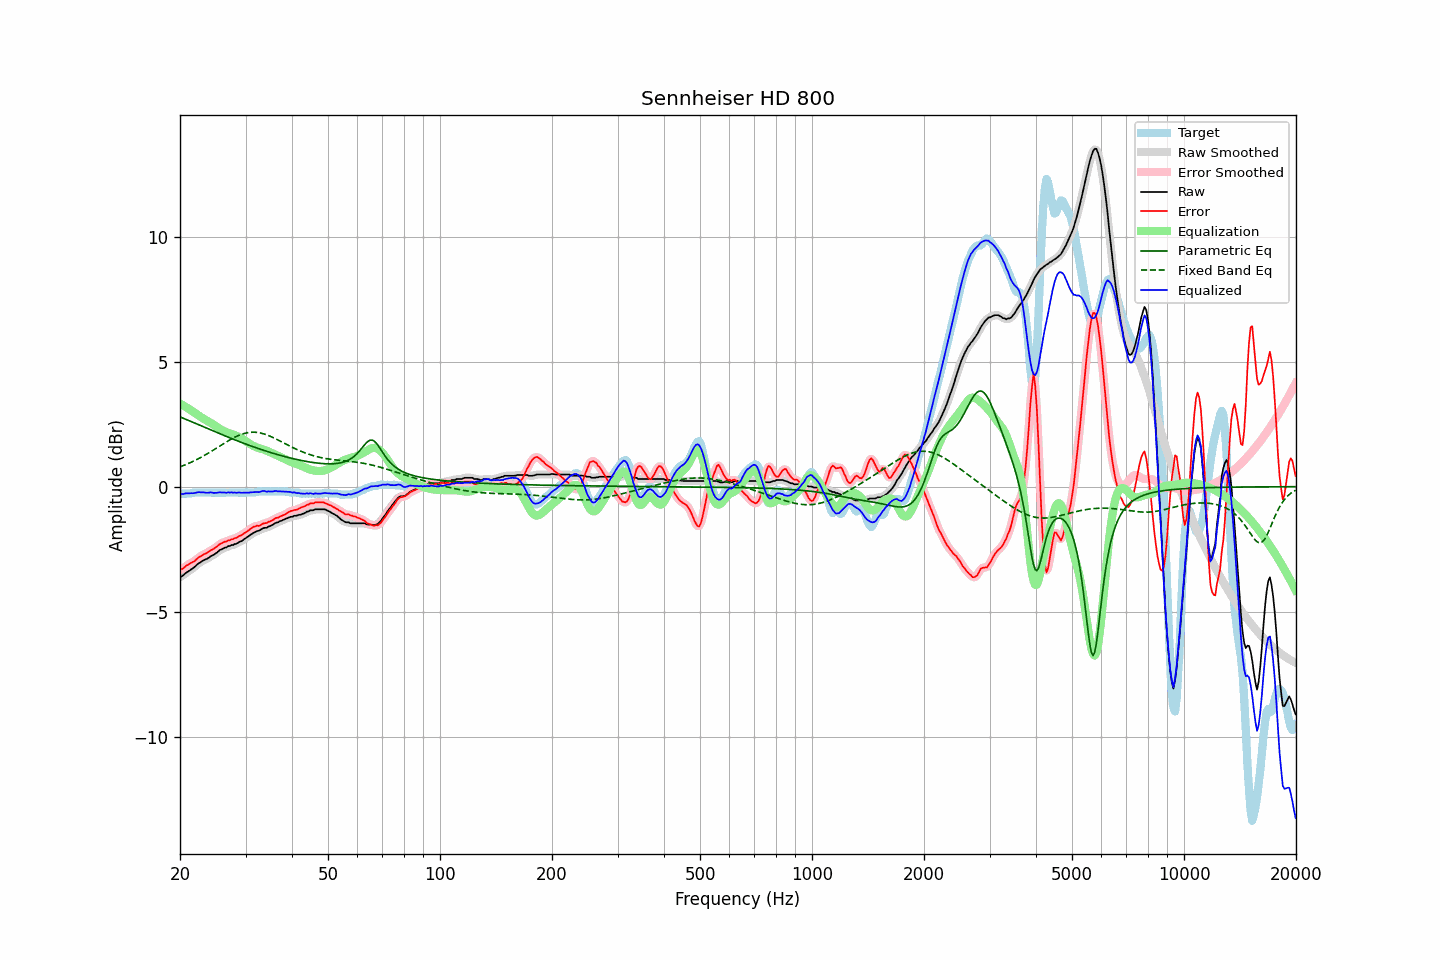 Sennheiser HD 800
Target
Raw Smoothed
Error Smoothed
Raw
Error
Equalization
Parametric Eq
Fixed Band Eq
Equalized
Amplitude (dBr)
10
5
0
−5
−10
20
50
100
200
500
1000
2000
5000
10000
20000
Frequency (Hz)